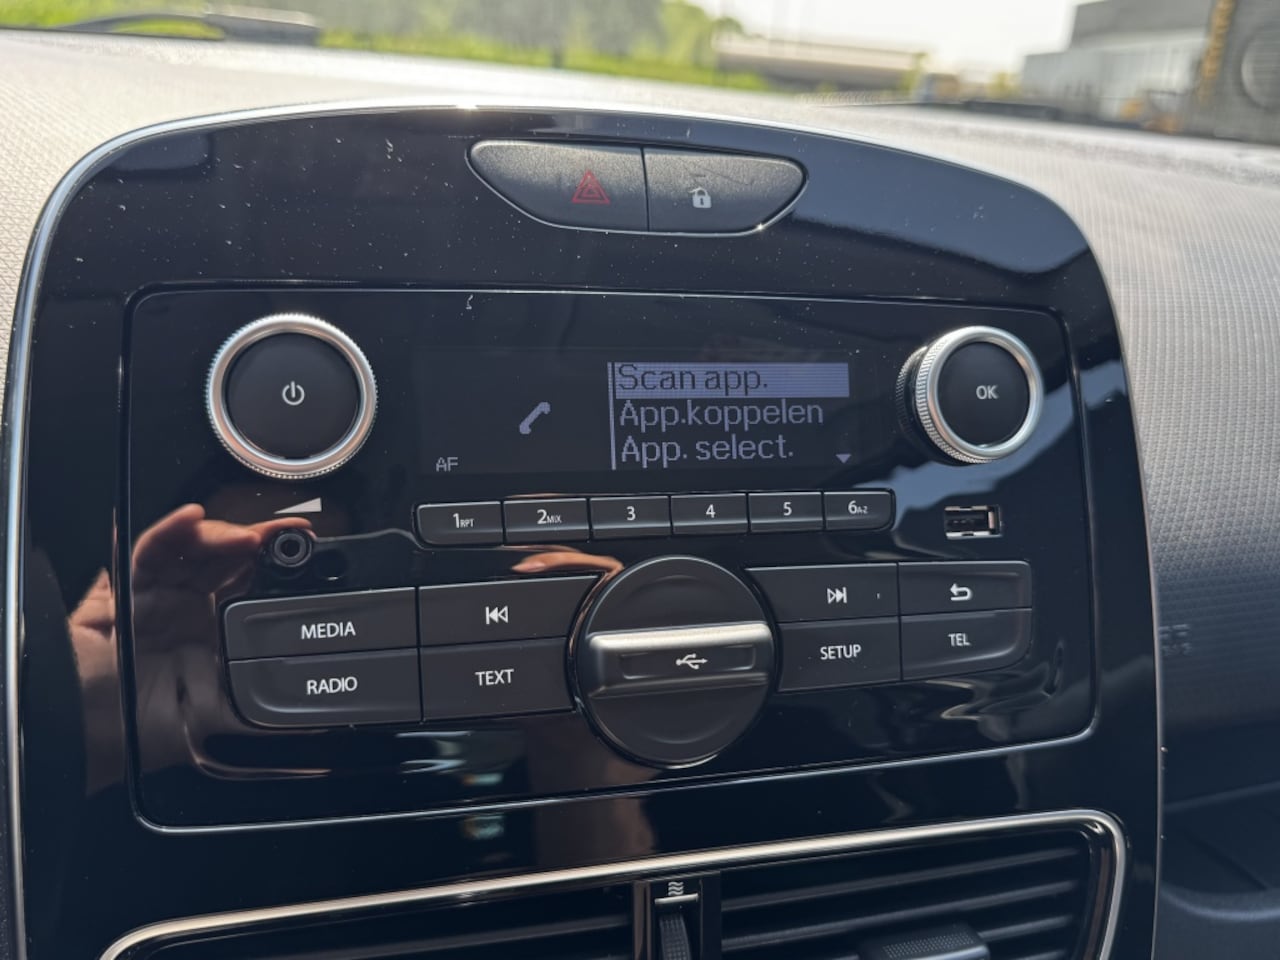 Scan app.
App.koppelen
App. select.
AF
OK
1RPT
2MIX
3
4
5
6A-Z
MEDIA
RADIO
TEXT
SETUP
TEL